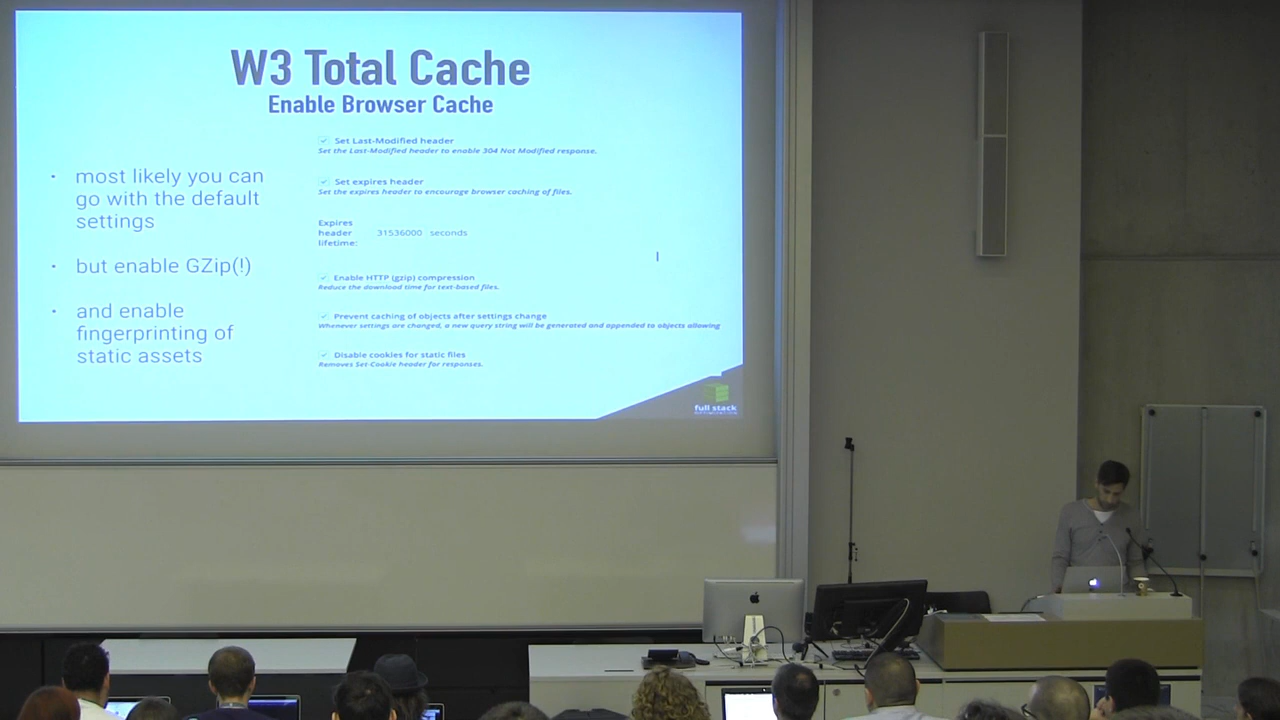 W3 Total Cache
Enable Browser Cache
• most likely you can
go with the default
settings
• but enable GZip(!)
• and enable
fingerprinting of
static assets
Set Last-Modified header
Set the Last-Modified header to enable 304 Not Modified response.
Set expires header
Set the expires header to encourage browser caching of files.
Expires
header
lifetime:
31536000 seconds
Enable HTTP (gzip) compression
Reduce the download time for text-based files.
Prevent caching of objects after settings change
Whenever settings are changed, a new query string will be generated and appended to objects allowing
Disable cookies for static files
Removes Set-Cookie header for responses.
full stack